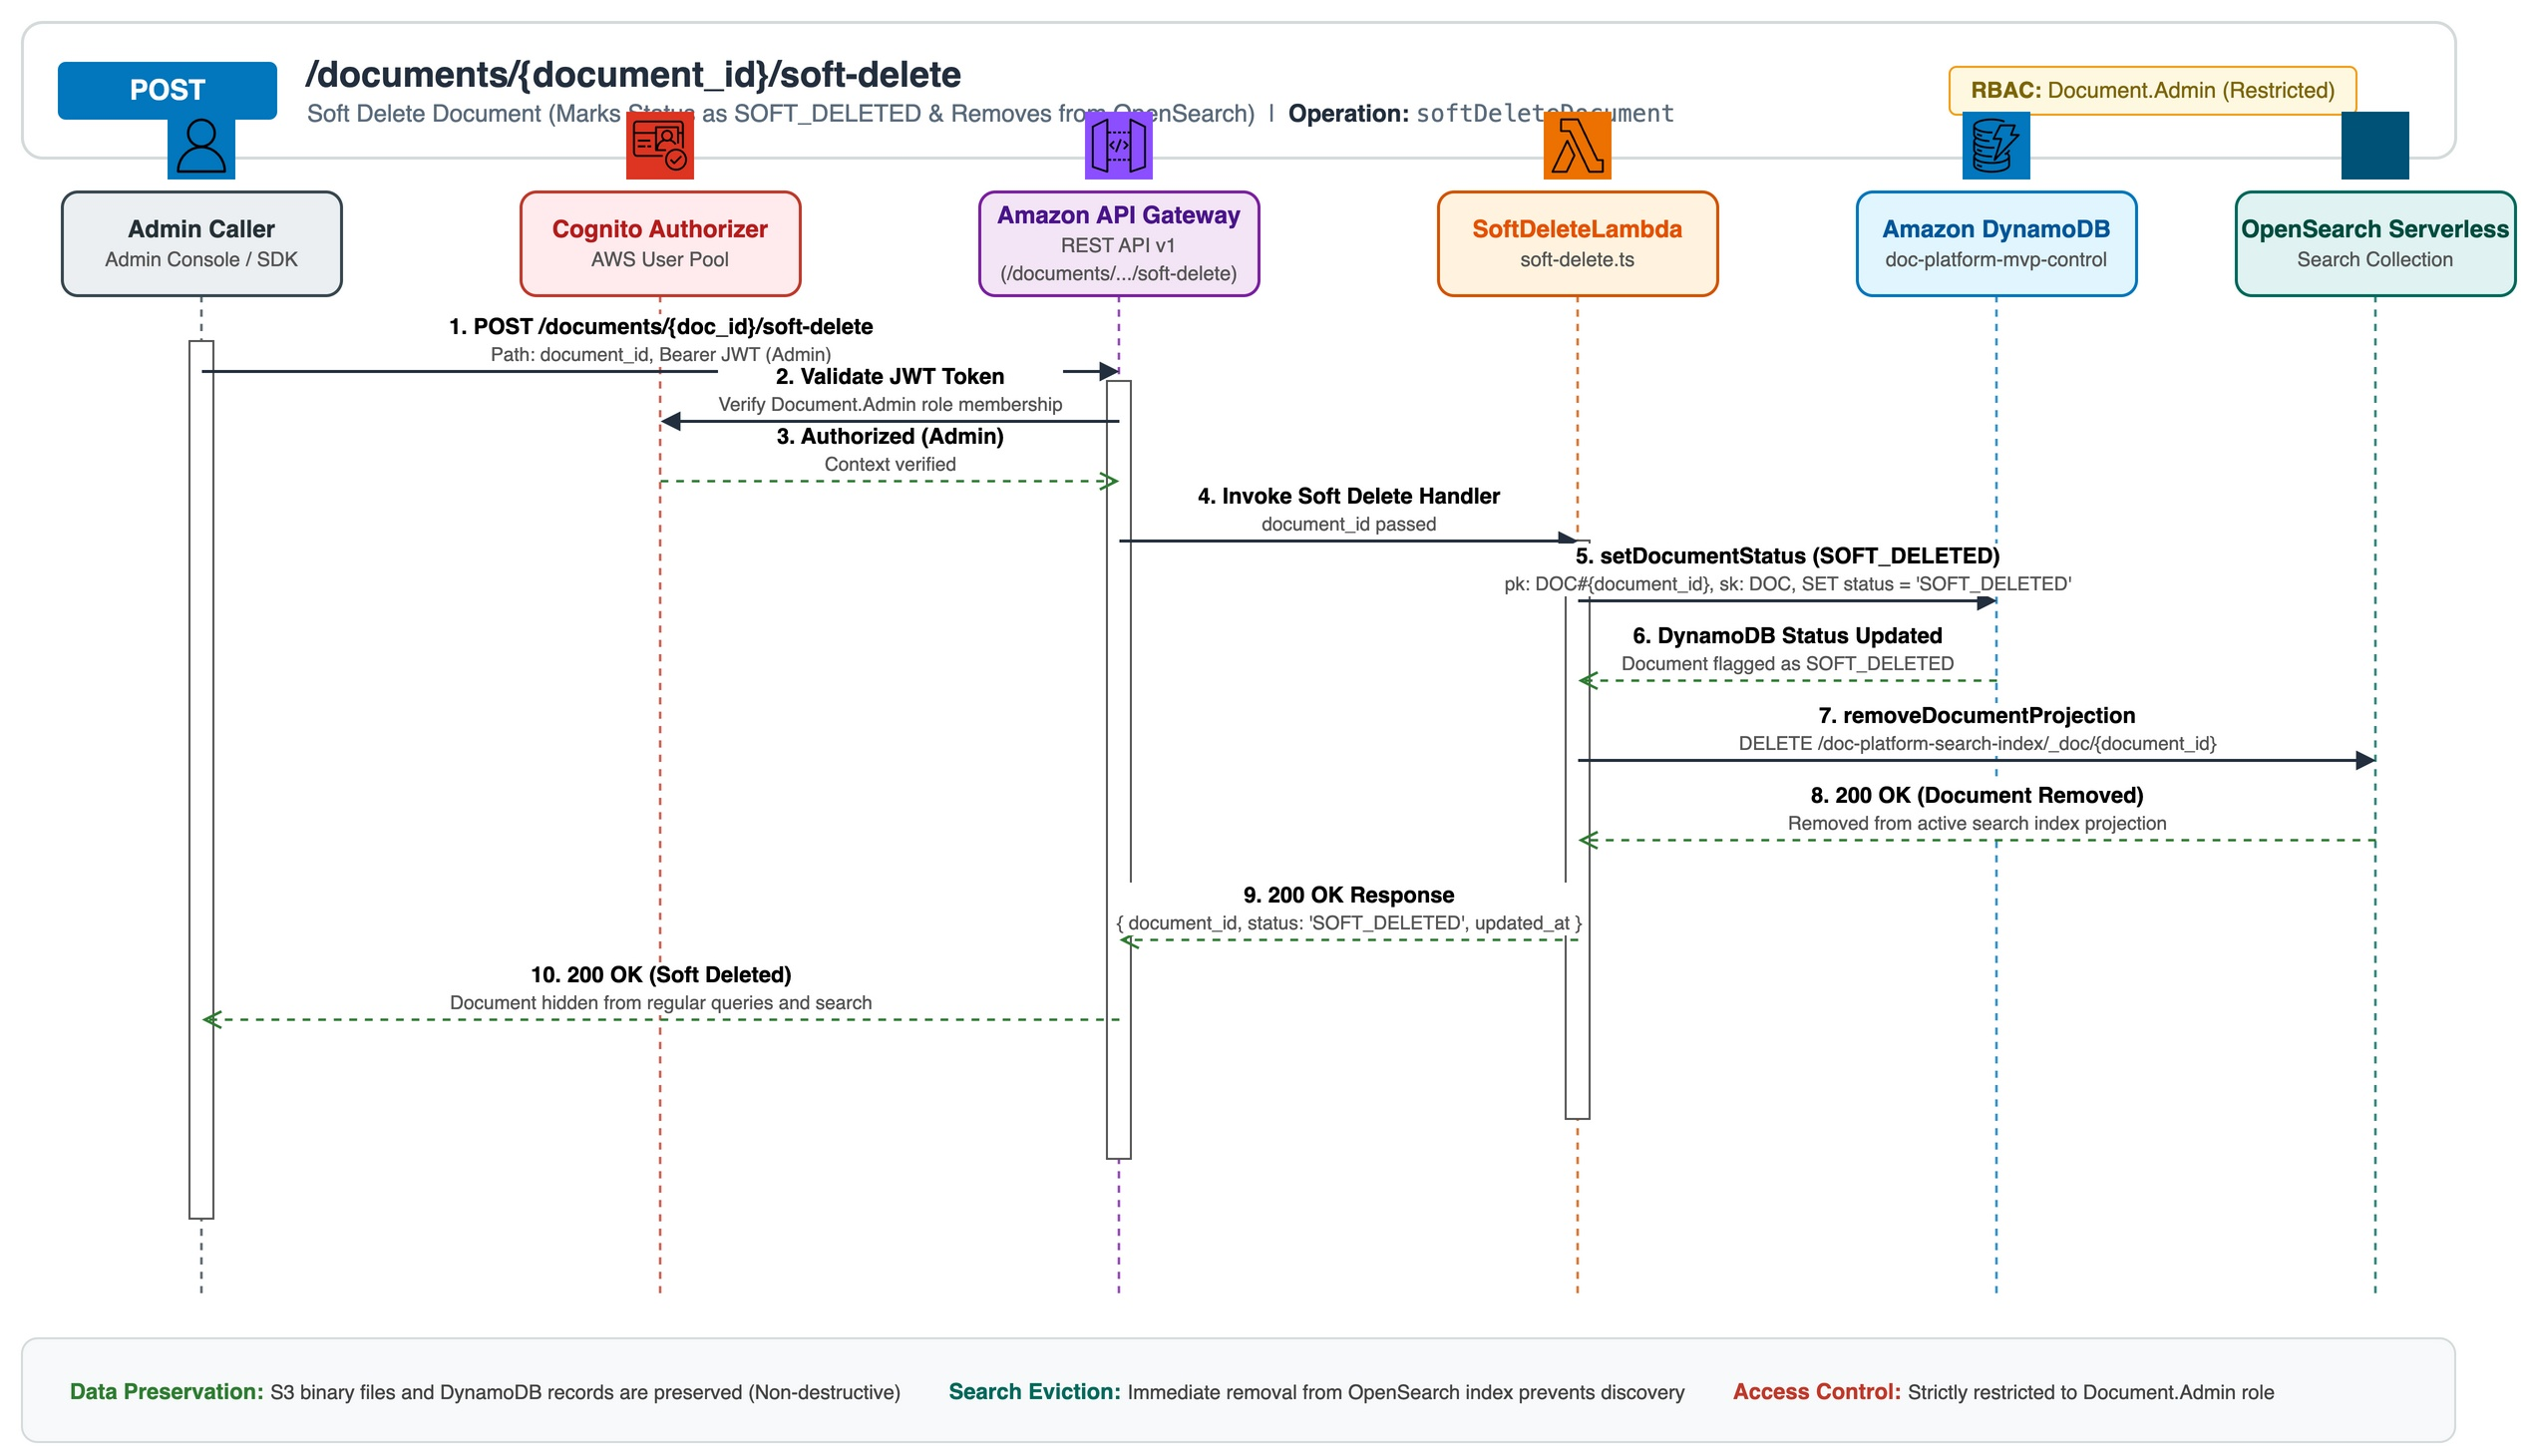 POST
/documents/{document_id}/soft-delete
Soft Delete Document (Marks Status as SOFT_DELETED & Removes from OpenSearch) | Operation: softDeleteDocument
RBAC: Document.Admin (Restricted)
Admin Caller
Admin Console / SDK
Cognito Authorizer
AWS User Pool
Amazon API Gateway
REST API v1
(/documents/.../soft-delete)
SoftDeleteLambda
soft-delete.ts
Amazon DynamoDB
doc-platform-mvp-control
OpenSearch Serverless
Search Collection
1. POST /documents/{doc_id}/soft-delete
Path: document_id, Bearer JWT (Admin)
2. Validate JWT Token
Verify Document.Admin role membership
3. Authorized (Admin)
Context verified
4. Invoke Soft Delete Handler
document_id passed
5. setDocumentStatus (SOFT_DELETED)
pk: DOC#{document_id}, sk: DOC, SET status = 'SOFT_DELETED'
6. DynamoDB Status Updated
Document flagged as SOFT_DELETED
7. removeDocumentProjection
DELETE /doc-platform-search-index/_doc/{document_id}
8. 200 OK (Document Removed)
Removed from active search index projection
9. 200 OK Response
{ document_id, status: 'SOFT_DELETED', updated_at }
10. 200 OK (Soft Deleted)
Document hidden from regular queries and search
Data Preservation: S3 binary files and DynamoDB records are preserved (Non-destructive)
Search Eviction: Immediate removal from OpenSearch index prevents discovery
Access Control: Strictly restricted to Document.Admin role